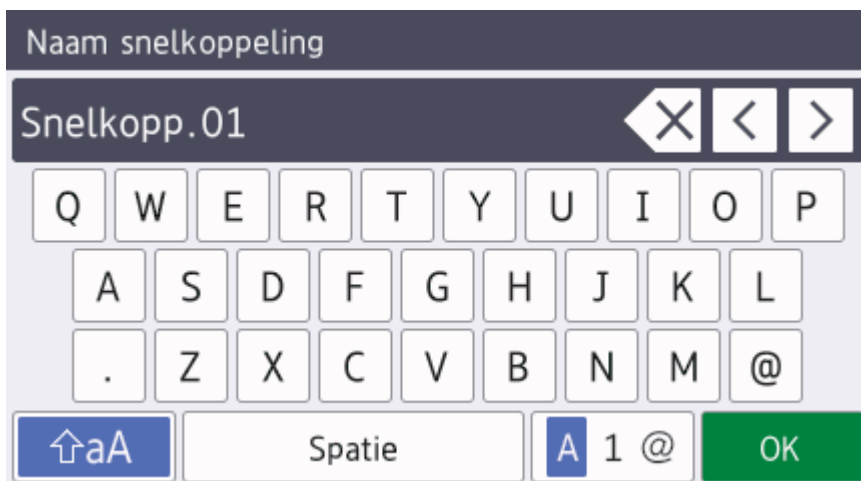 Naam snelkoppeling
Snelkopp.01
Q W E R T Y U I O P
A S D F G H J K L
. Z X C V B N M @
aA Spatie A 1 @ OK